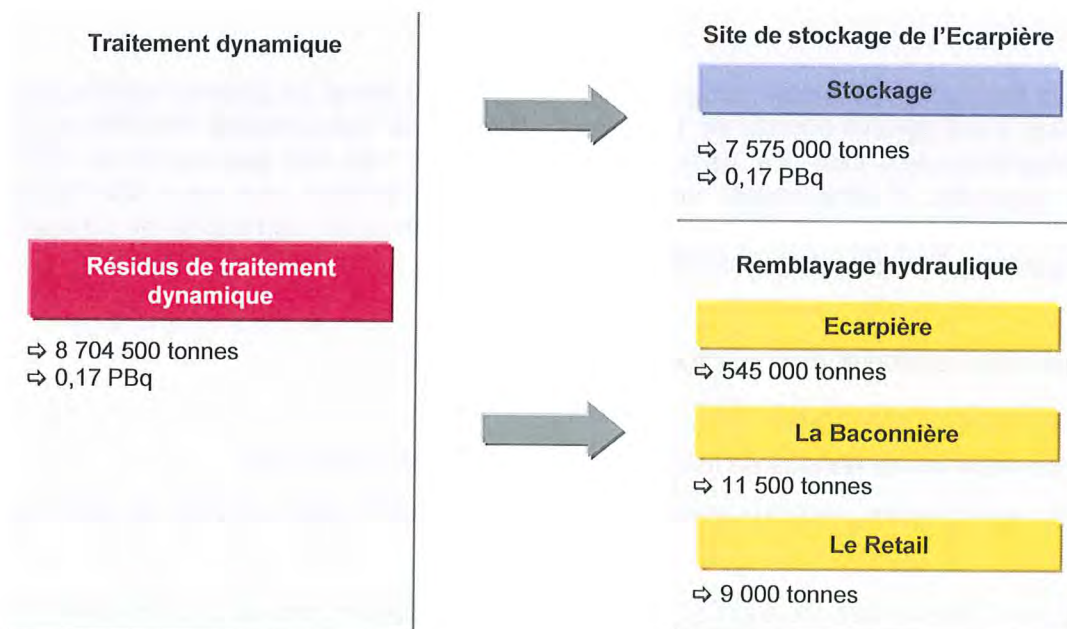 Traitement dynamique
Résidus de traitement
dynamique
⇨ 8 704 500 tonnes
⇨ 0,17 PBq
Site de stockage de l'Ecarpière
Stockage
⇨ 7 575 000 tonnes
⇨ 0,17 PBq
Remblayage hydraulique
Ecarpière
⇨ 545 000 tonnes
La Baconnière
⇨ 11 500 tonnes
Le Retail
⇨ 9 000 tonnes